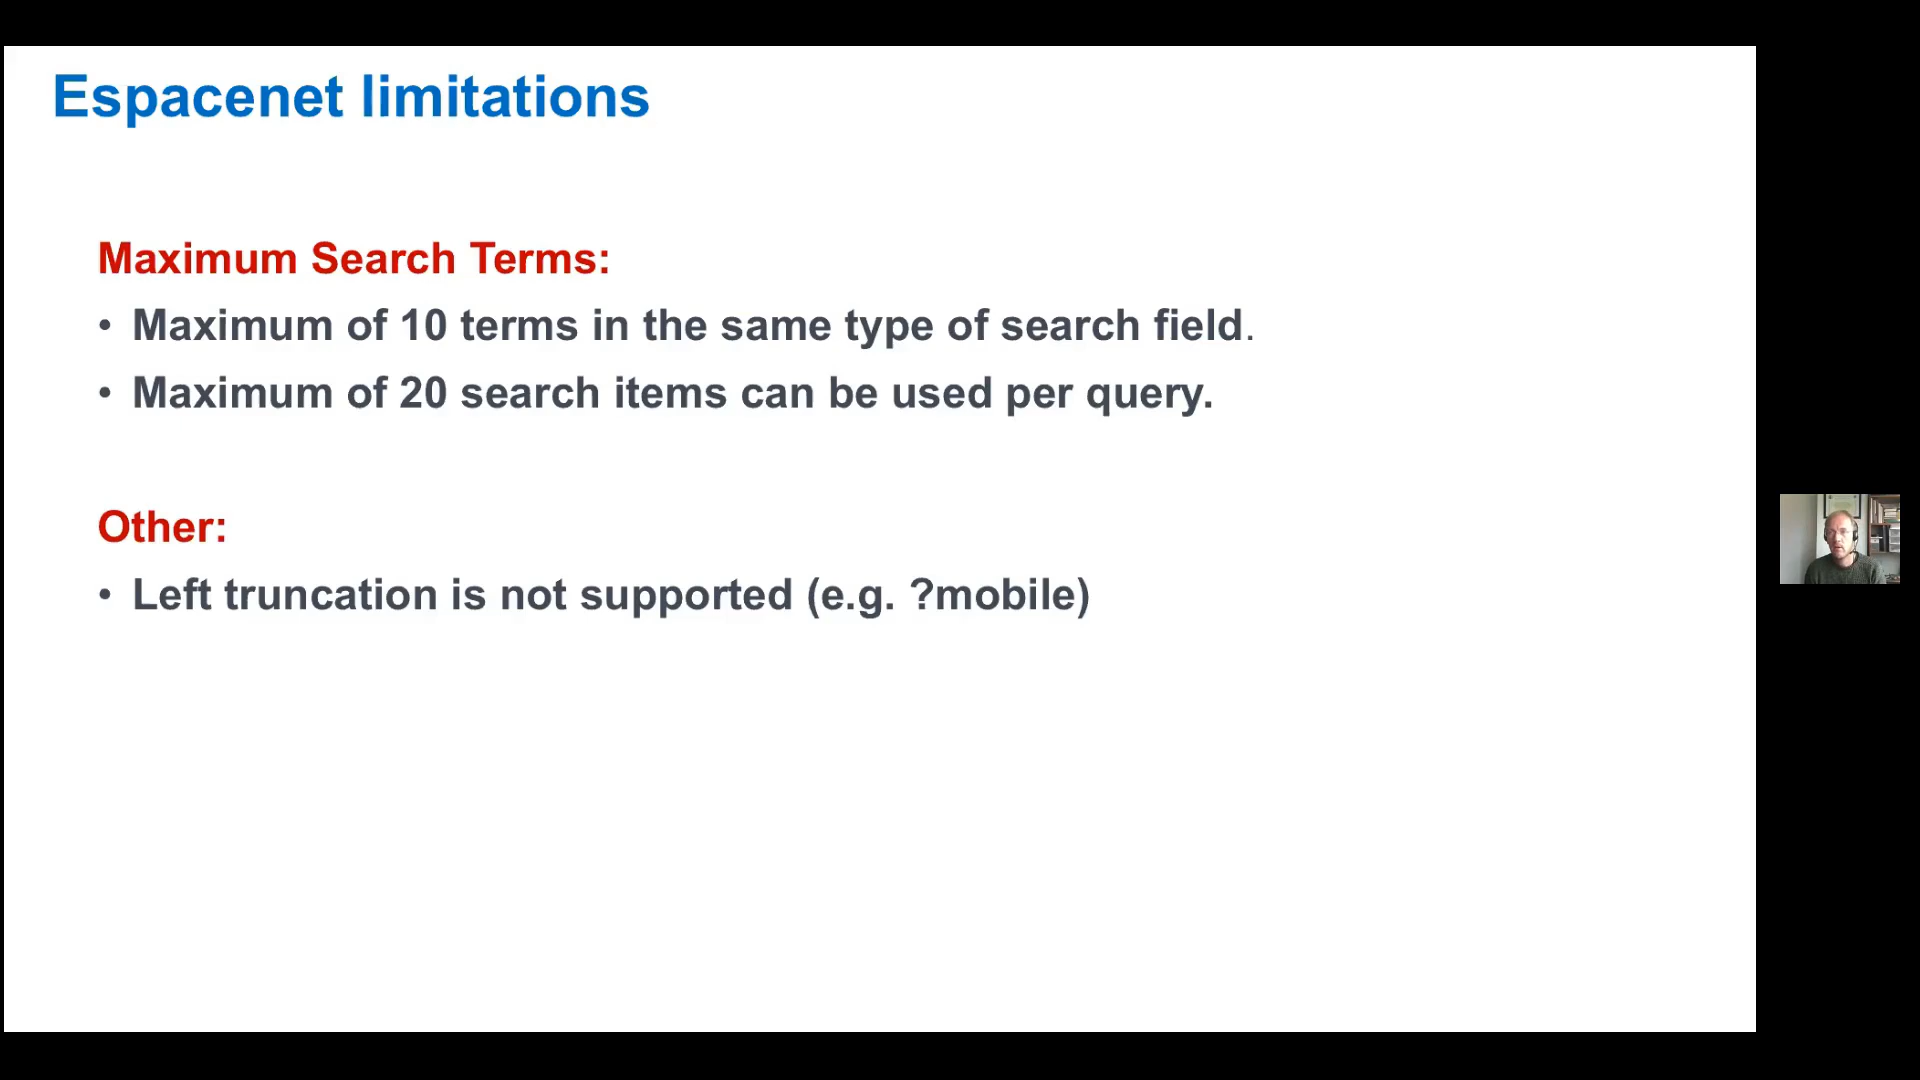 Espacenet limitations
Maximum Search Terms:
• Maximum of 10 terms in the same type of search field.
• Maximum of 20 search items can be used per query.
Other:
• Left truncation is not supported (e.g. ?mobile)